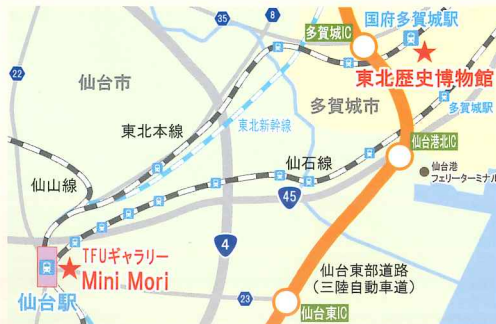 35
8
国府多賀城駅
多賀城IC
東北歴史博物館
22
仙台市
多賀城市
多賀城駅
東北本線
東北新幹線
仙台港北IC
仙石線
仙台港
フェリーターミナル
仙山線
45
4
TFUギャラリー
Mini Mori
仙台駅
仙台東部道路
(三陸自動車道)
23
仙台東IC